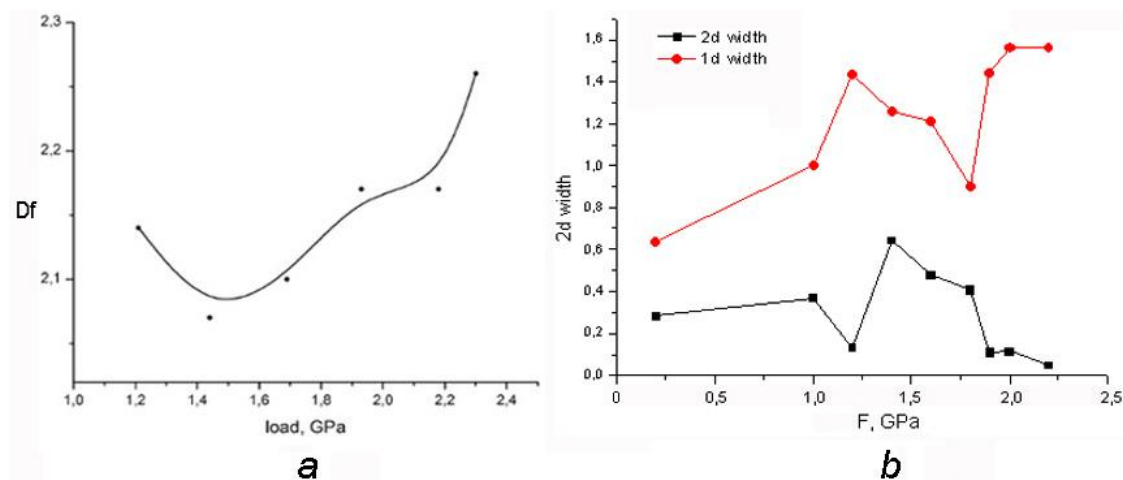 2,3
2,2
Df
2,1
1,0 1,2 1,4 1,6 1,8 2,0 2,2 2,4
load, GPa
a
2d width
1d width
1,6
1,4
1,2
1,0
0,8
0,6
0,4
0,2
0,0
2d width
0 0,5 1,0 1,5 2,0 2,5
F, GPa
b